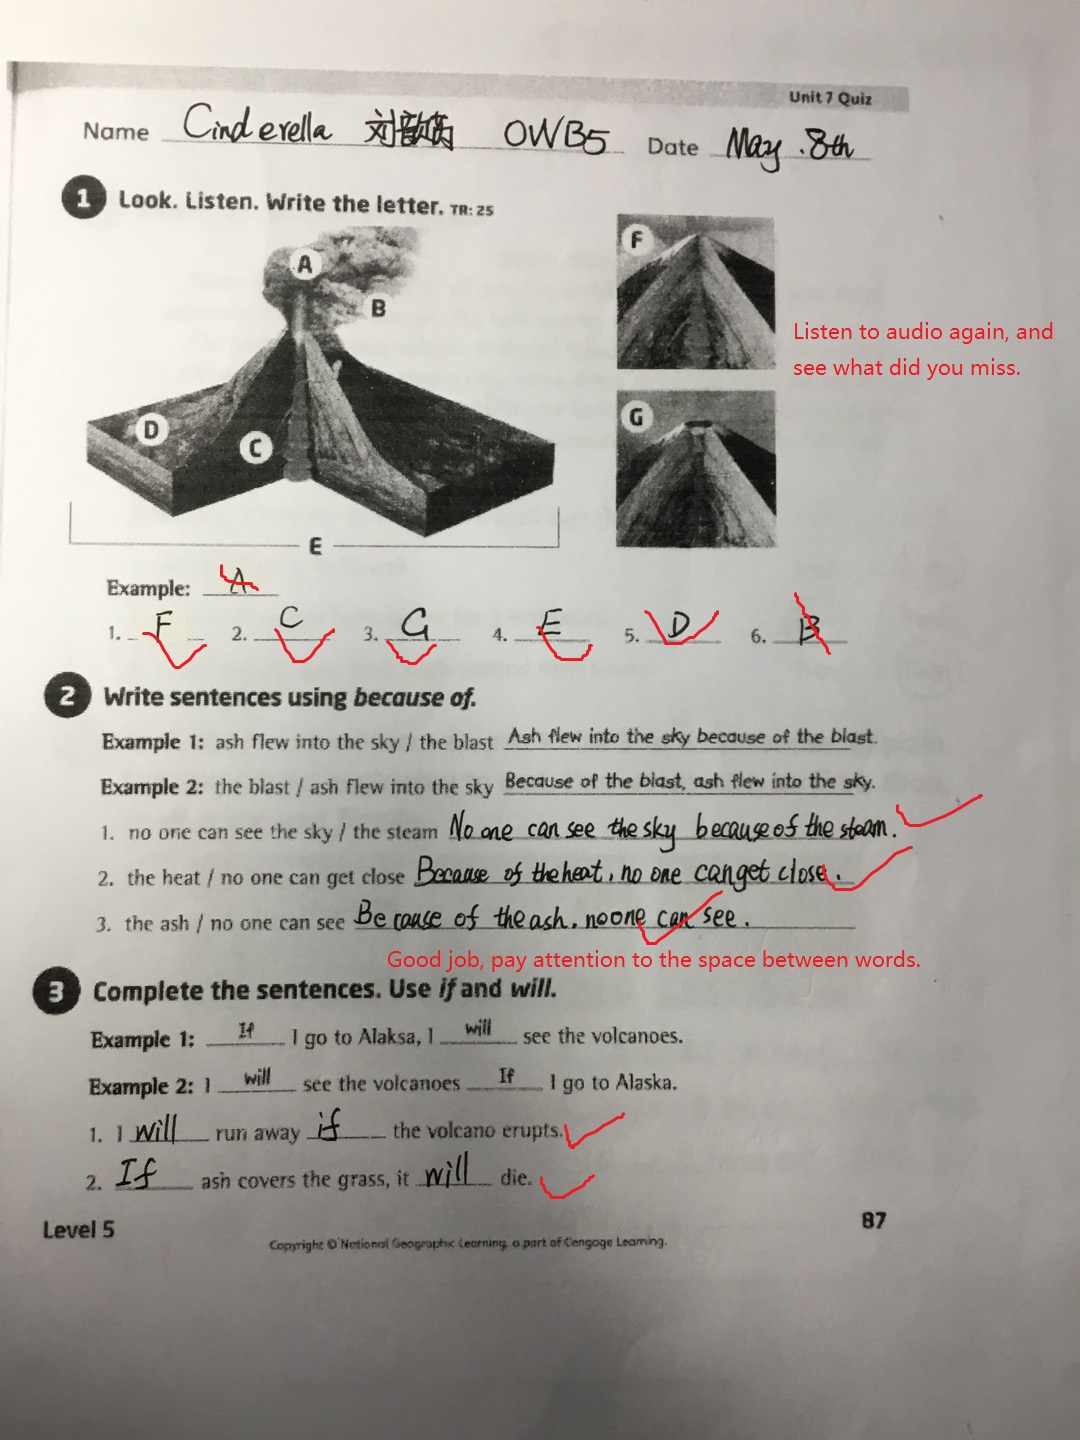 Unit 7 Quiz
Name Cinderella 刘歆芮 OWB5 Date May .8th
1 Look. Listen. Write the letter. TR: 25
A
B
C
D
E
F
G
Listen to audio again, and
see what did you miss.
Example: A
1. F 2. C 3. G 4. E 5. D 6. B
2 Write sentences using because of.
Example 1: ash flew into the sky / the blast Ash flew into the sky because of the blast.
Example 2: the blast / ash flew into the sky Because of the blast, ash flew into the sky.
1. no one can see the sky / the steam No one can see the sky because of the steam.
2. the heat / no one can get close Because of the heat, no one can get close.
3. the ash / no one can see Because of the ash, no one can see.
Good job, pay attention to the space between words.
3 Complete the sentences. Use if and will.
Example 1: If I go to Alaksa, I will see the volcanoes.
Example 2: I will see the volcanoes If I go to Alaska.
1. I will run away if the volcano erupts.
2. If ash covers the grass, it will die.
Level 5 87
Copyright © National Geographic Learning, a part of Cengage Learning.